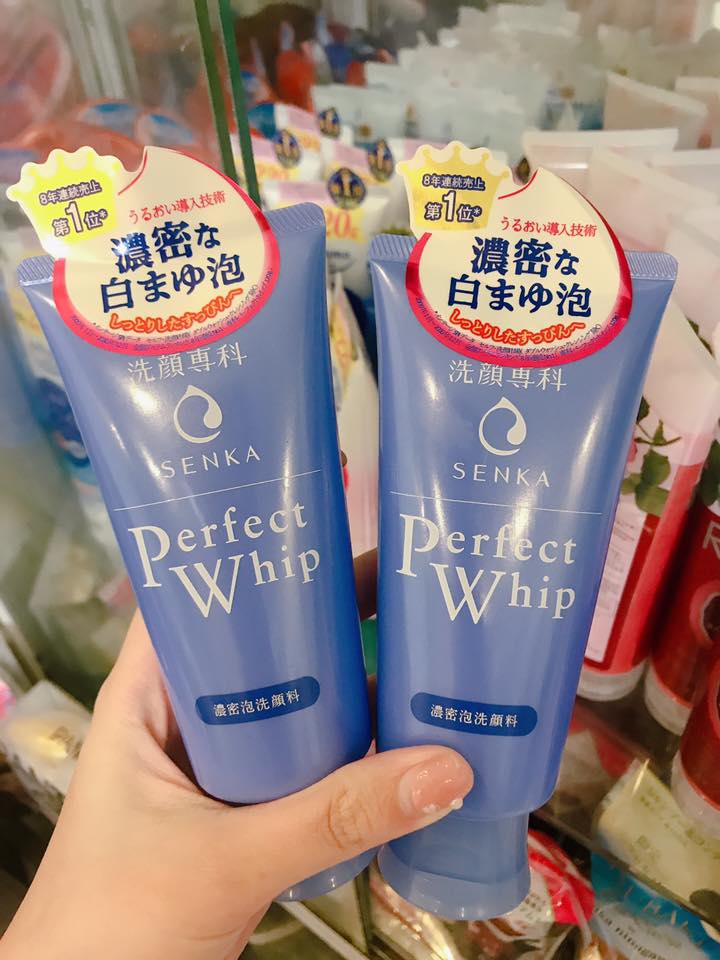 8年連続売上
第1位*
うるおい導入技術
濃密な
白まゆ泡
しっとりしたすっぴん〜
洗顔専科
SENKA
Perfect
Whip
濃密泡洗顔料
8年連続売上
第1位*
うるおい導入技術
濃密な
白まゆ泡
しっとりしたすっぴん〜
洗顔専科
SENKA
Perfect
Whip
濃密泡洗顔料